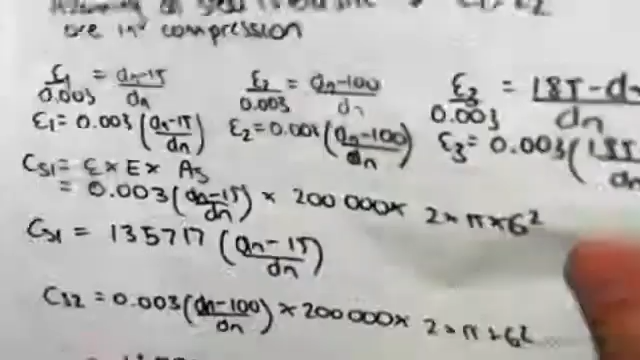 are in compression
ε1/0.003 = dn-15/dn   ε2/0.003 = dn-100/dn   ε3/0.003 = 185-dn/dn
ε1 = 0.003 (dn-15/dn)   ε2 = 0.003 (dn-100/dn)   ε3 = 0.003 (185
Cs1 = ε × E × As
= 0.003 (dn-15/dn) × 200 000 × 2 × π × 6²
Cs1 = 135717 (dn-15/dn)
Cs2 = 0.003 (dn-100/dn) × 200 000 × 2 × π × 6²